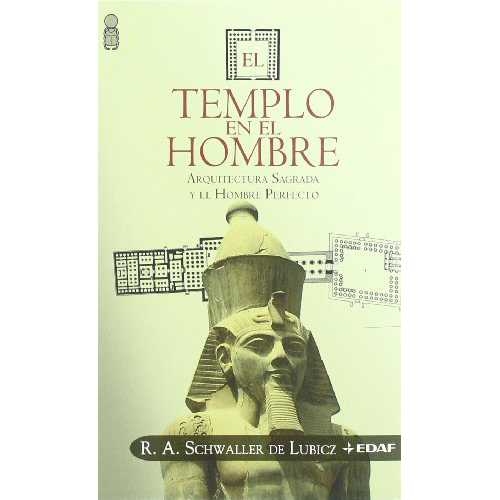 EL
TEMPLO
EN EL
HOMBRE
ARQUITECTURA SAGRADA
Y EL HOMBRE PERFECTO
R. A. SCHWALLER DE LUBICZ
EDAF